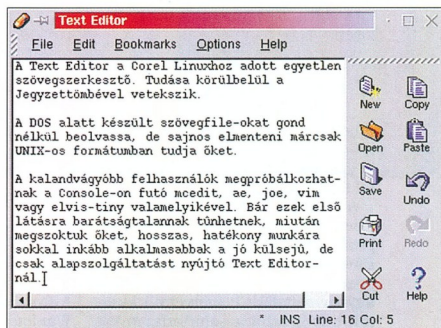 Text Editor
File Edit Bookmarks Options Help
A Text Editor a Corel Linuxhoz adott egyetlen
szövegszerkesztő. Tudása körülbelül a
Jegyzettömbével vetekszik.
A DOS alatt készült szövegfile-okat gond
nélkül beolvassa, de sajnos elmenteni márcsak
UNIX-os formátumban tudja őket.
A kalandvágyóbb felhasználók megpróbálkozhat-
nak a Console-on futó mcedit, ae, joe, vim
vagy elvis-tiny valamelyikével. Bár ezek első
látásra barátságtalannak tűnhetnek, miután
megszoktuk őket, hosszas, hatékony munkára
sokkal inkább alkalmasabbak a jó külsejű, de
csak alapszolgáltatást nyújtó Text Editor-
nál.
New Copy
Open Paste
Save Undo
Print Redo
Cut Help
* INS Line: 16 Col: 5